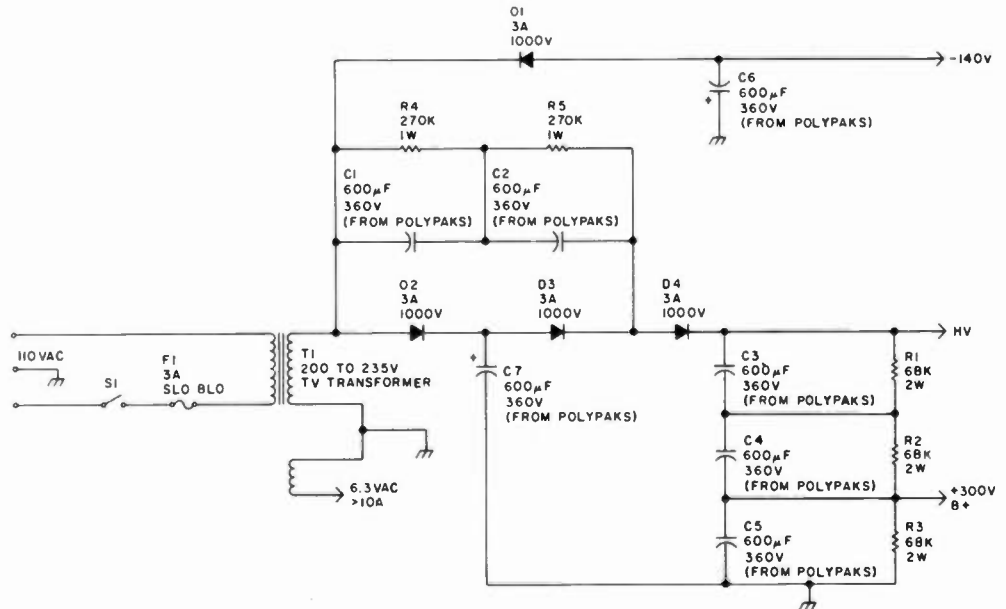 O1
3A
1000V
-140V
C6
600µF
360V
(FROM POLYPAKS)
+
R4
270K
1W
R5
270K
1W
C1
600µF
360V
(FROM POLYPAKS)
C2
600µF
360V
(FROM POLYPAKS)
O2
3A
1000V
D3
3A
1000V
D4
3A
1000V
HV
110VAC
S1
F1
3A
SLO BLO
T1
200 TO 235V
TV TRANSFORMER
+
C7
600µF
360V
(FROM POLYPAKS)
C3
600µF
360V
(FROM POLYPAKS)
R1
68K
2W
C4
600µF
360V
(FROM POLYPAKS)
R2
68K
2W
6.3VAC
>10A
+300V
B+
C5
600µF
360V
(FROM POLYPAKS)
R3
68K
2W